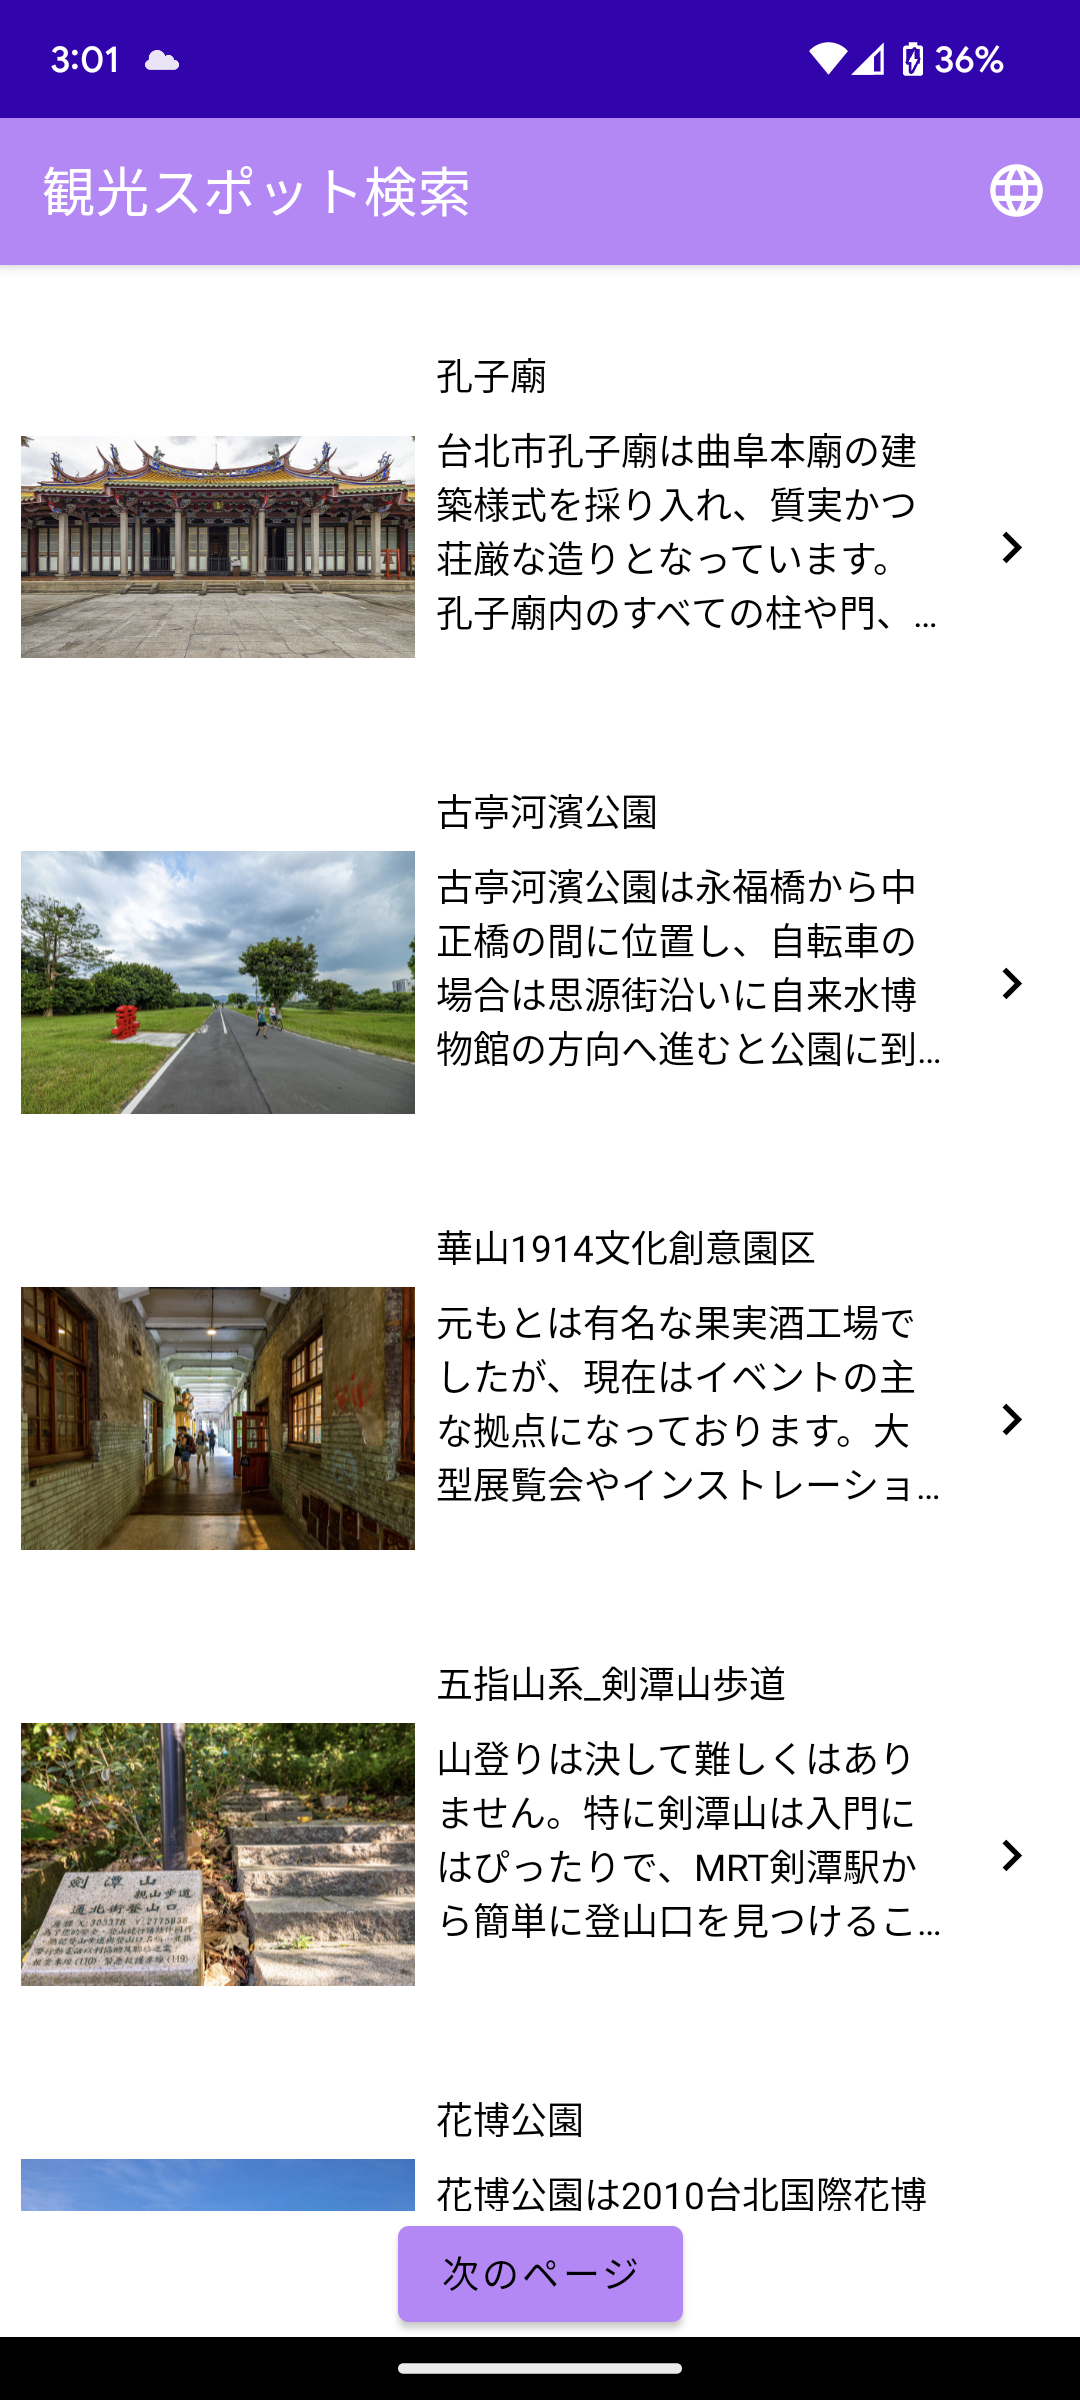 3:01
36%
観光スポット検索
孔子廟
台北市孔子廟は曲阜本廟の建
築様式を採り入れ、質実かつ
荘厳な造りとなっています。
孔子廟内のすべての柱や門、…
古亭河濱公園
古亭河濱公園は永福橋から中
正橋の間に位置し、自転車の
場合は思源街沿いに自来水博
物館の方向へ進むと公園に到…
華山1914文化創意園区
元もとは有名な果実酒工場で
したが、現在はイベントの主
な拠点になっております。大
型展覧会やインストレーショ…
五指山系_剣潭山歩道
山登りは決して難しくはあり
ません。特に剣潭山は入門に
はぴったりで、MRT剣潭駅か
ら簡単に登山口を見つけるこ…
劍潭山
親山步道
通北街登山口
花博公園
花博公園は2010台北国際花博
次のページ